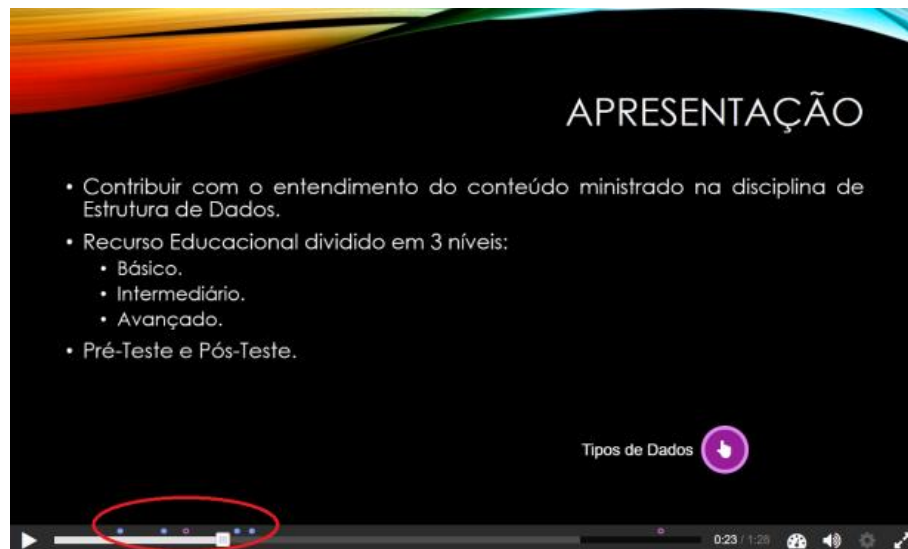 APRESENTAÇÃO
• Contribuir com o entendimento do conteúdo ministrado na disciplina de
Estrutura de Dados.
• Recurso Educacional dividido em 3 níveis:
• Básico.
• Intermediário.
• Avançado.
• Pré-Teste e Pós-Teste.
Tipos de Dados
0:23 / 1:28